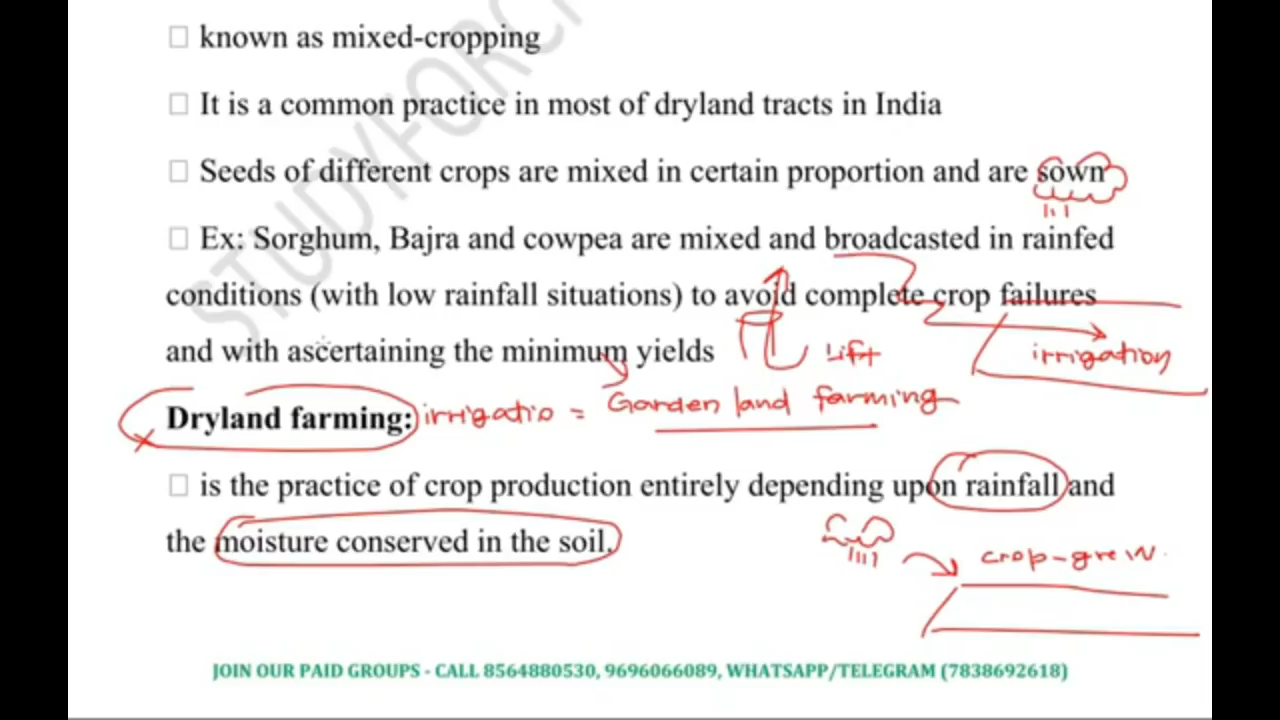 □ known as mixed-cropping
□ It is a common practice in most of dryland tracts in India
□ Seeds of different crops are mixed in certain proportion and are sown
□ Ex: Sorghum, Bajra and cowpea are mixed and broadcasted in rainfed
conditions (with low rainfall situations) to avoid complete crop failures
and with ascertaining the minimum yields
Lift
irrigation
Dryland farming: irrigatio = Garden land farming
□ is the practice of crop production entirely depending upon rainfall and
the moisture conserved in the soil.
crop-grew
STUDYFORC
JOIN OUR PAID GROUPS - CALL 8564880530, 9696066089, WHATSAPP/TELEGRAM (7838692618)